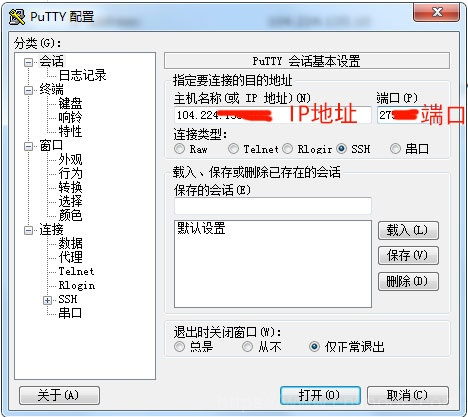 PuTTY 配置
分类(G):
会话
日志记录
终端
键盘
响铃
特性
窗口
外观
行为
转换
选择
颜色
连接
数据
代理
Telnet
Rlogin
SSH
串口
PuTTY 会话基本设置
指定要连接的目的地址
主机名称(或 IP 地址)(N) 端口(P)
104.224. IP地址 27 端口
连接类型:
Raw Telnet Rlogir SSH 串口
载入、保存或删除已存在的会话
保存的会话(E)
默认设置
载入(L)
保存(V)
删除(D)
退出时关闭窗口(W):
总是 从不 仅正常退出
关于(A) 打开(O) 取消(C)